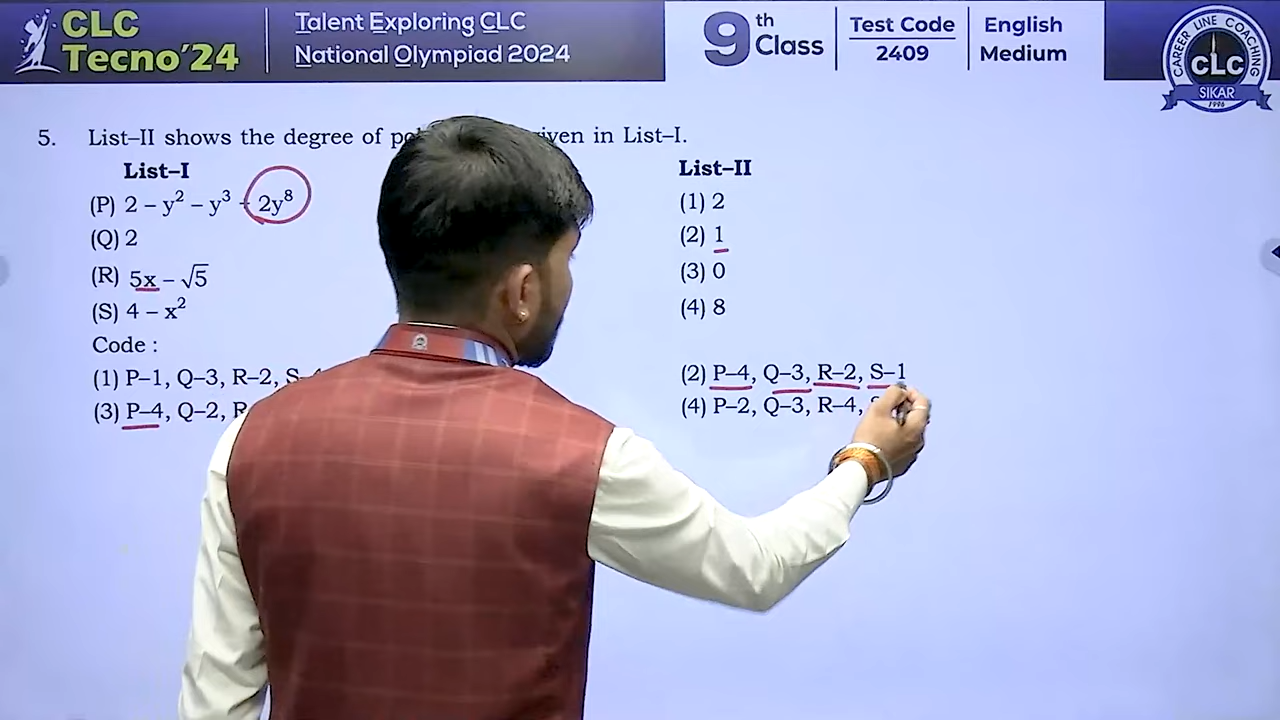 CLC
Tecno'24
Talent Exploring CLC
National Olympiad 2024
9th Class
Test Code
2409
English
Medium
CAREER LINE COACHING
CLC
SIKAR
1996
5. List–II shows the degree of iven in List–I.
List–I
List–II
(P) 2 – y² – y³ - 2y⁸
(1) 2
(Q) 2
(2) 1
(R) 5x – √5
(3) 0
(S) 4 – x²
(4) 8
Code :
(1) P–1, Q–3, R–2, S–4
(2) P–4, Q–3, R–2, S–1
(3) P–4, Q–2, R
(4) P–2, Q–3, R–4,